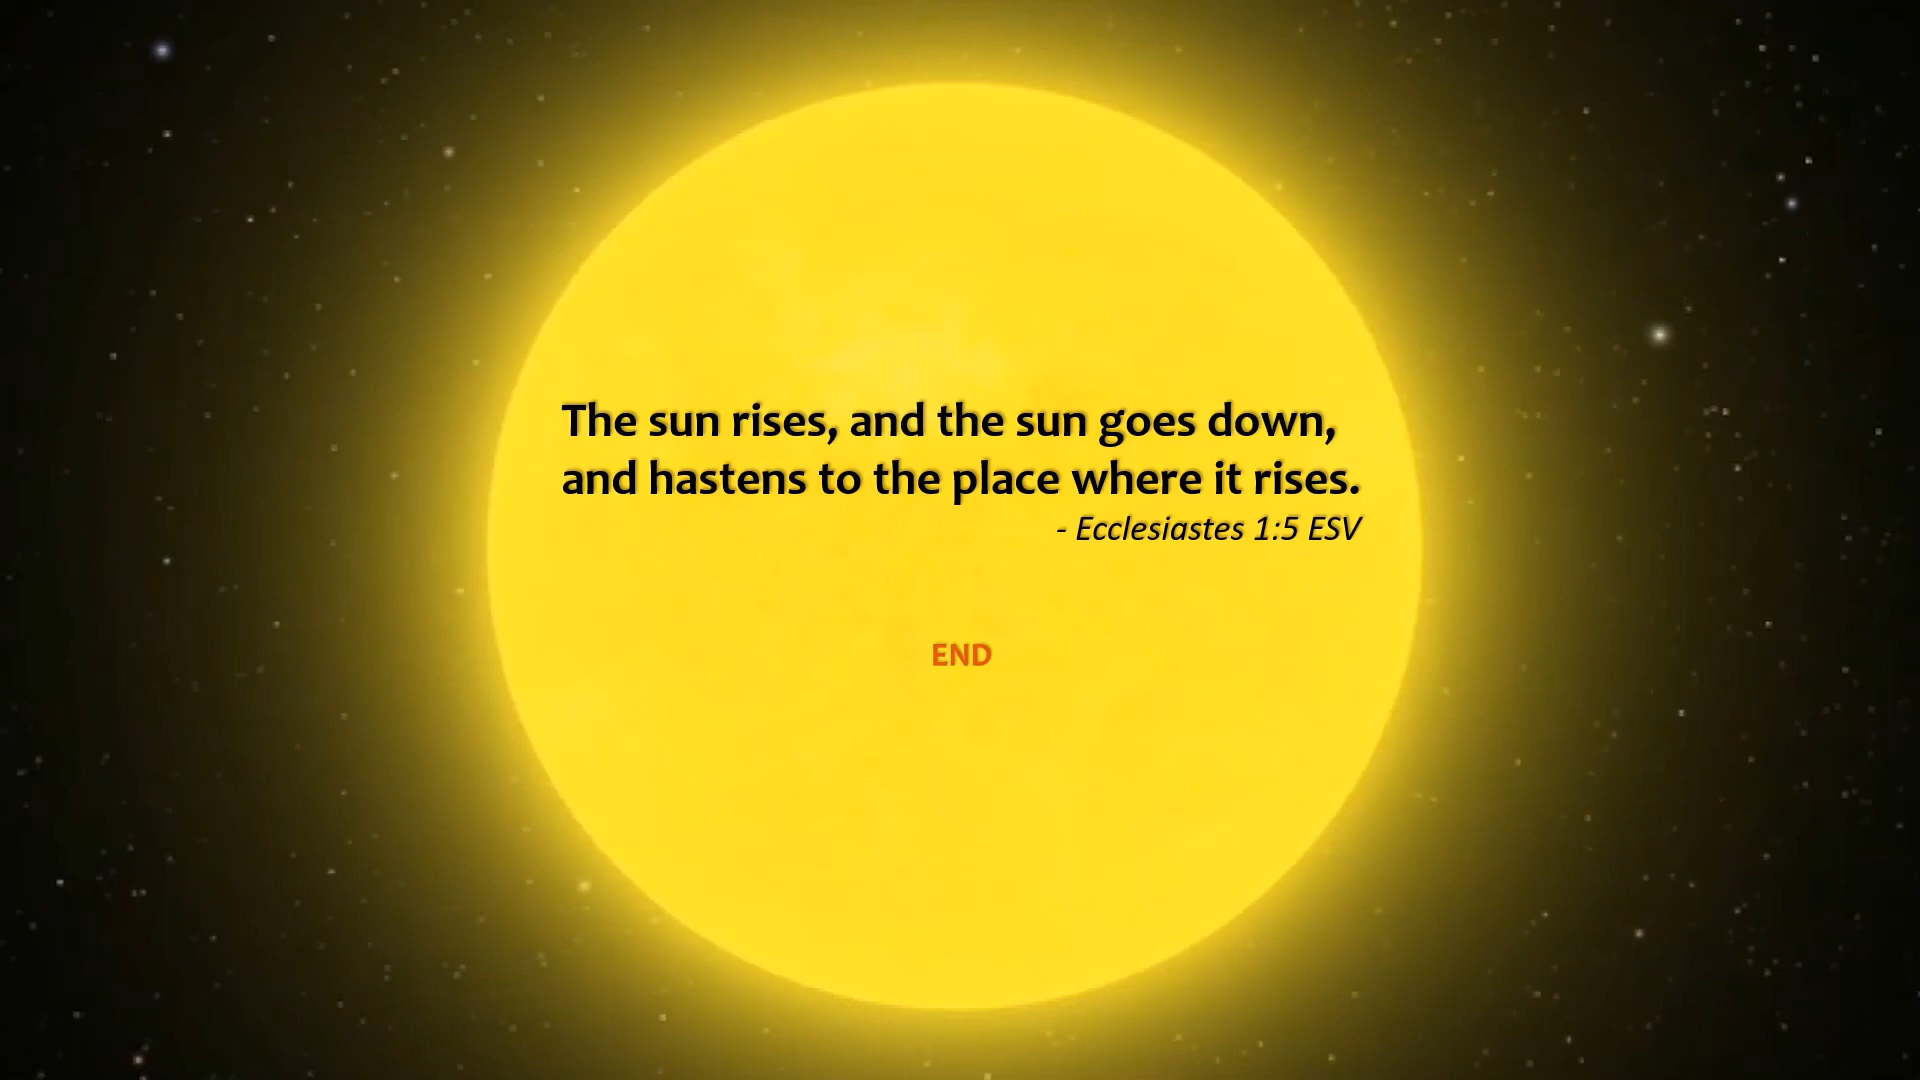 The sun rises, and the sun goes down,
and hastens to the place where it rises.
- Ecclesiastes 1:5 ESV
END